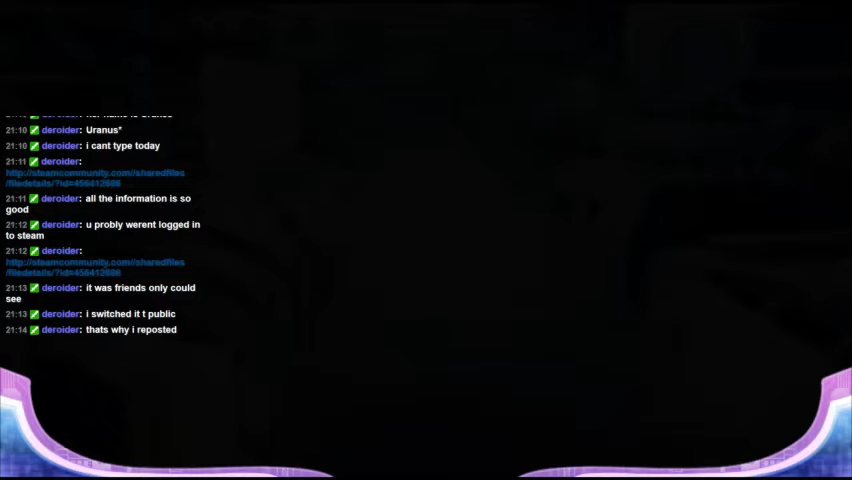 21:10 deroider: Uranus*
21:10 deroider: i cant type today
21:11 deroider:
http://steamcommunity.com//sharedfiles
/filedetails/?id=456412698
21:11 deroider: all the information is so
good
21:12 deroider: u probly werent logged in
to steam
21:12 deroider:
http://steamcommunity.com//sharedfiles
/filedetails/?id=456412698
21:13 deroider: it was friends only could
see
21:13 deroider: i switched it t public
21:14 deroider: thats why i reposted